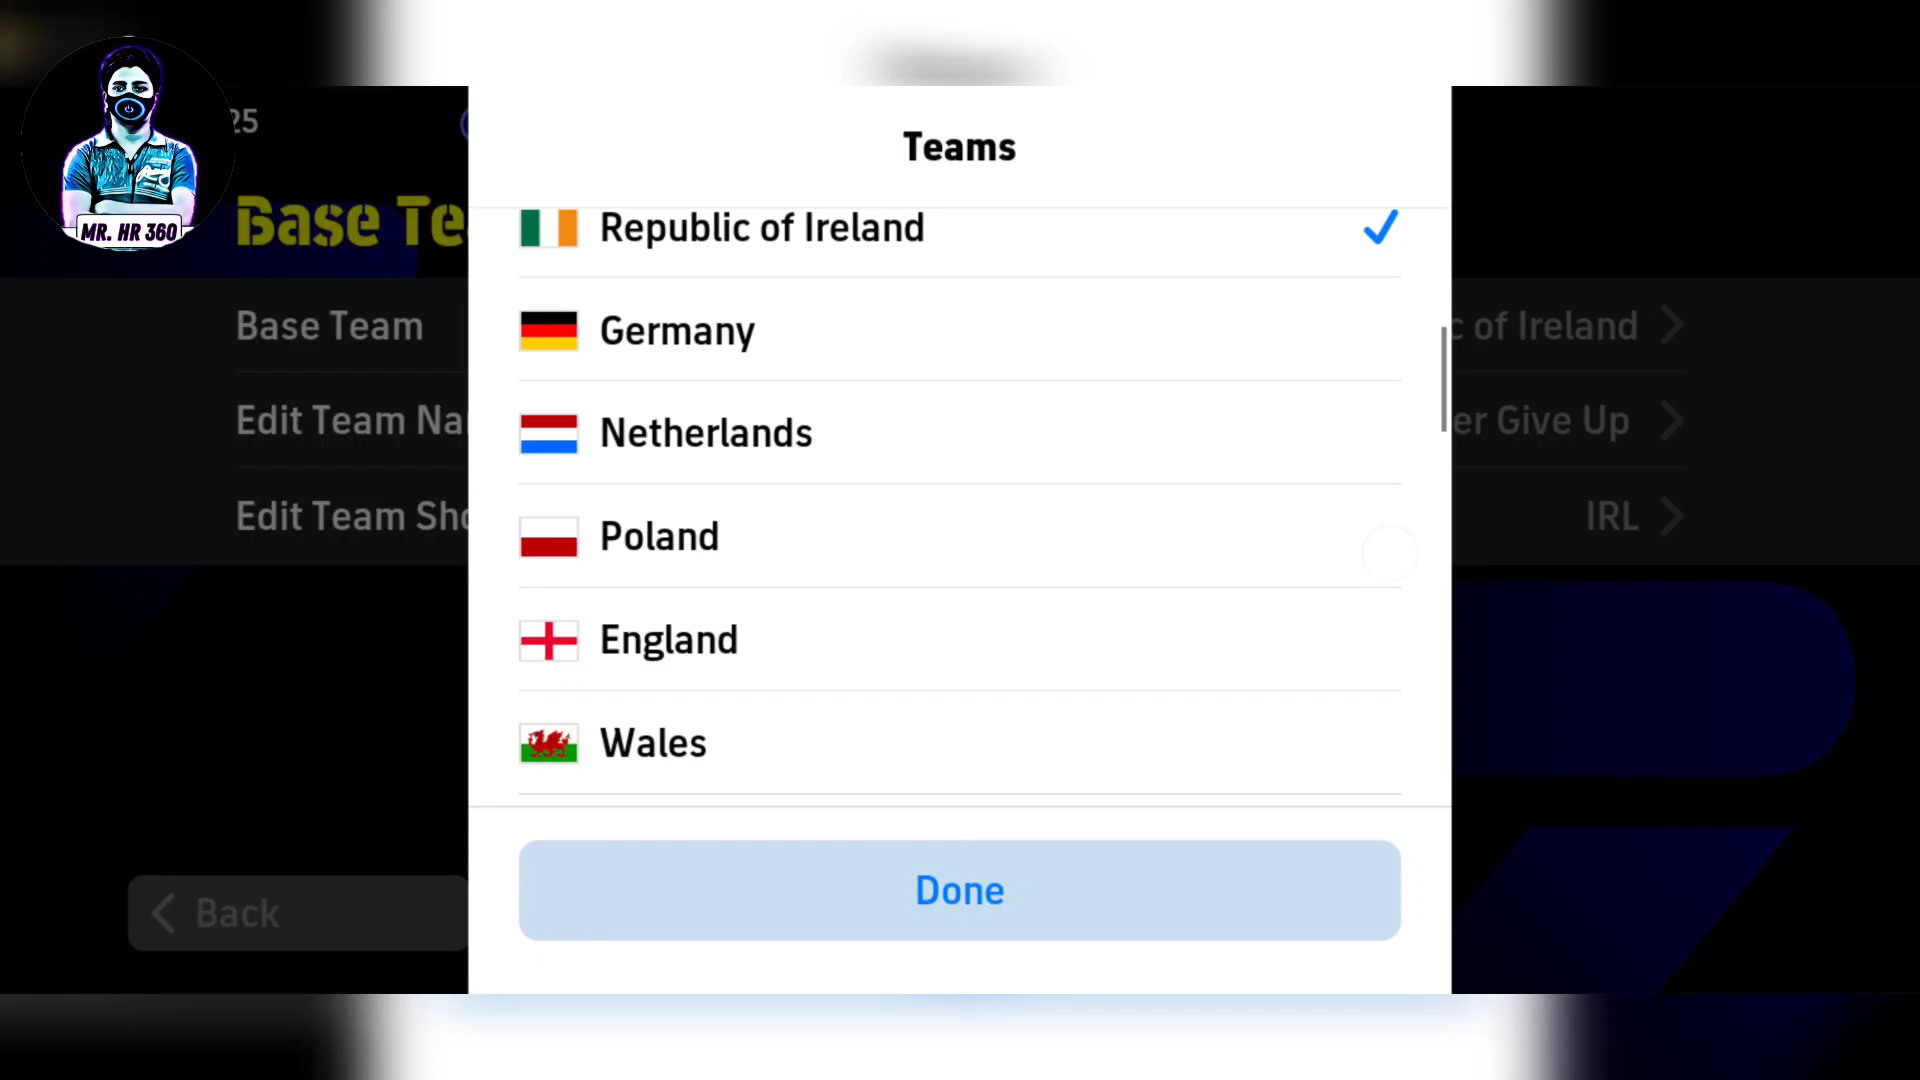 MR. HR 360
25
Base Te
Base Team
Edit Team Na
Edit Team Sho
Back
Teams
Republic of Ireland
Germany
Netherlands
Poland
England
Wales
Done
c of Ireland
er Give Up
IRL